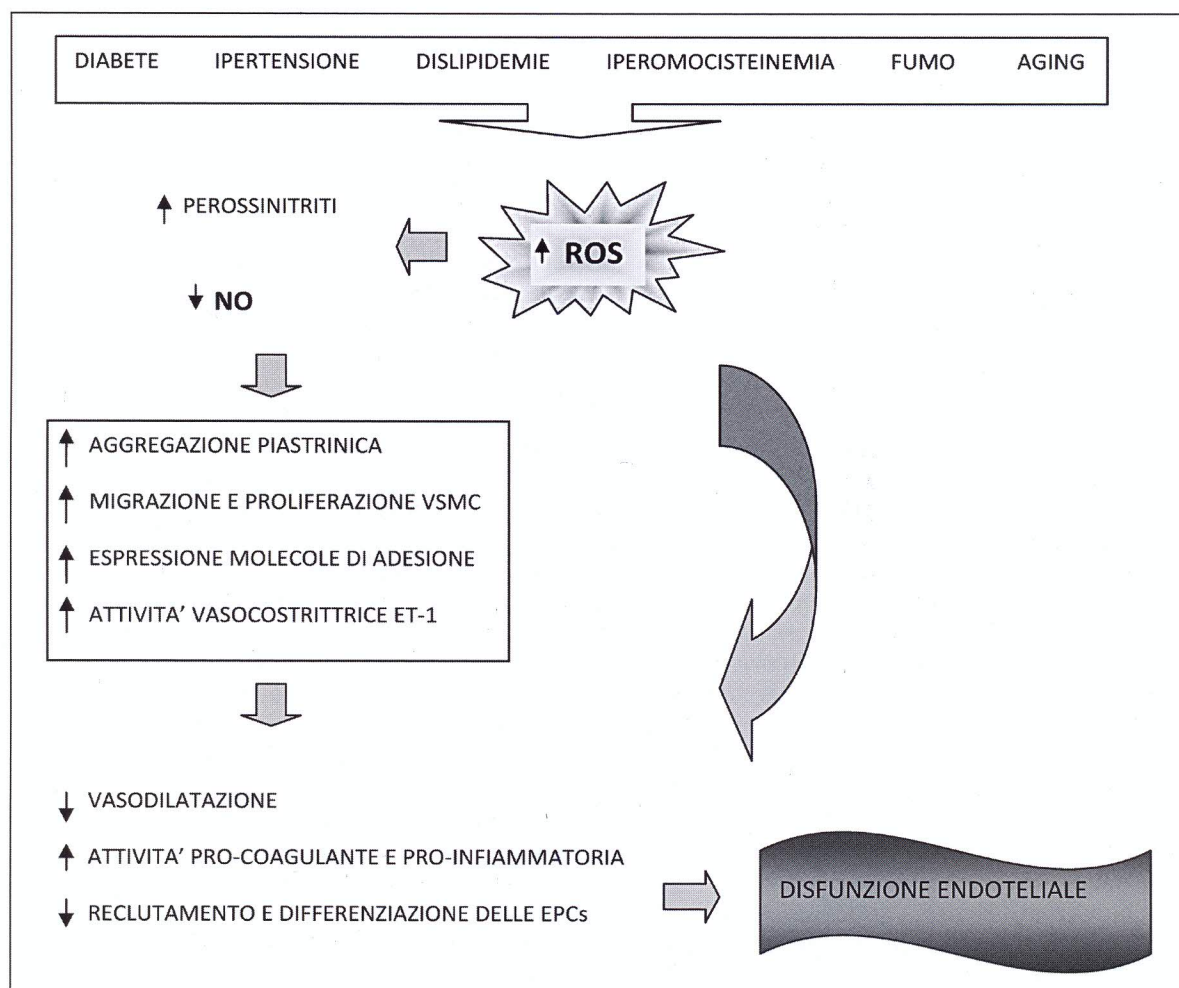 DIABETE IPERTENSIONE DISLIPIDEMIE IPEROMOCISTEINEMIA FUMO AGING
↑ PEROSSINITRITI
↑ ROS
↓ NO
↑ AGGREGAZIONE PIASTRINICA
↑ MIGRAZIONE E PROLIFERAZIONE VSMC
↑ ESPRESSIONE MOLECOLE DI ADESIONE
↑ ATTIVITA’ VASOCOSTRITTRICE ET-1
↓ VASODILATAZIONE
↑ ATTIVITA’ PRO-COAGULANTE E PRO-INFIAMMATORIA
↓ RECLUTAMENTO E DIFFERENZIAZIONE DELLE EPCs
DISFUNZIONE ENDOTELIALE